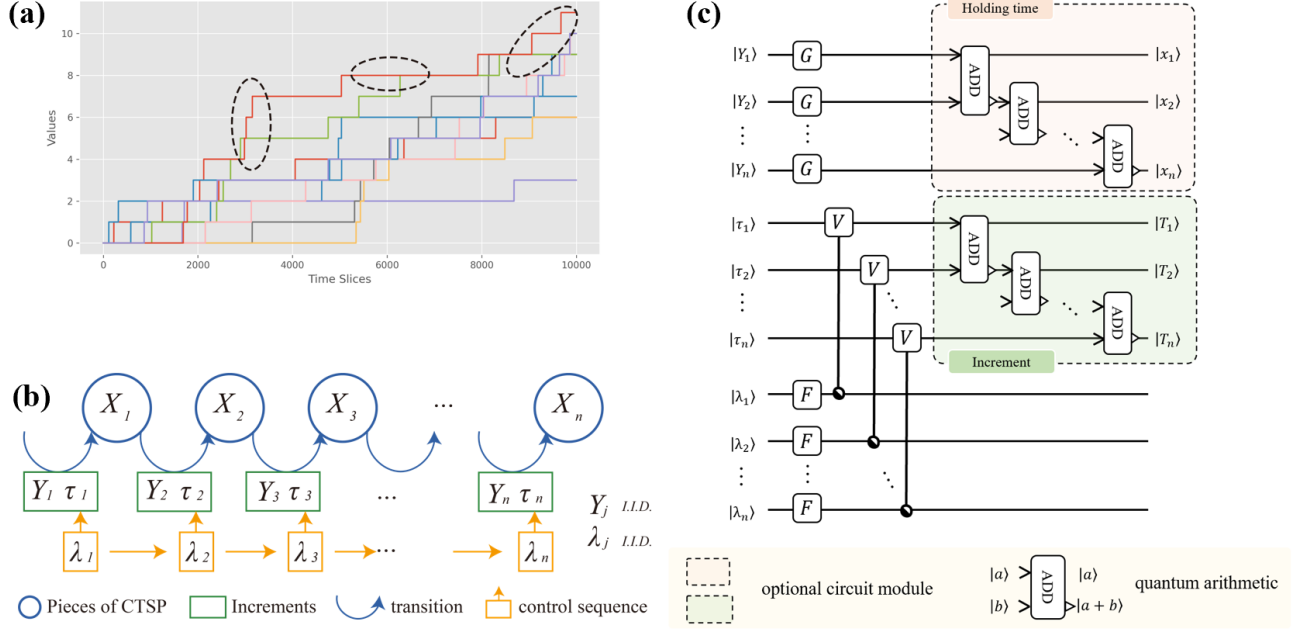 (a)
10
8
6
4
2
0
Values
0 2000 4000 6000 8000 10000
Time Slices
(b)
X₁ X₂ X₃ ... Xₙ
Y₁ τ₁ Y₂ τ₂ Y₃ τ₃ ... Yₙ τₙ
Yⱼ I.I.D.
λⱼ I.I.D.
λ₁ λ₂ λ₃ ... λₙ
Pieces of CTSP Increments transition control sequence
(c)
Holding time
|Y₁⟩ G ADD |x₁⟩
|Y₂⟩ G ADD |x₂⟩
⋮ ⋮ ⋱ ⋮
|Yₙ⟩ G ADD |xₙ⟩
|τ₁⟩ V ADD |T₁⟩
|τ₂⟩ V ADD |T₂⟩
⋮ ⋱ ⋱ ⋮
|τₙ⟩ V ADD |Tₙ⟩
Increment
|λ₁⟩ F
|λ₂⟩ F
⋮ ⋮ ⋱ ⋮
|λₙ⟩ F
optional circuit module
|a⟩ ADD |a⟩
|b⟩ |a + b⟩
quantum arithmetic